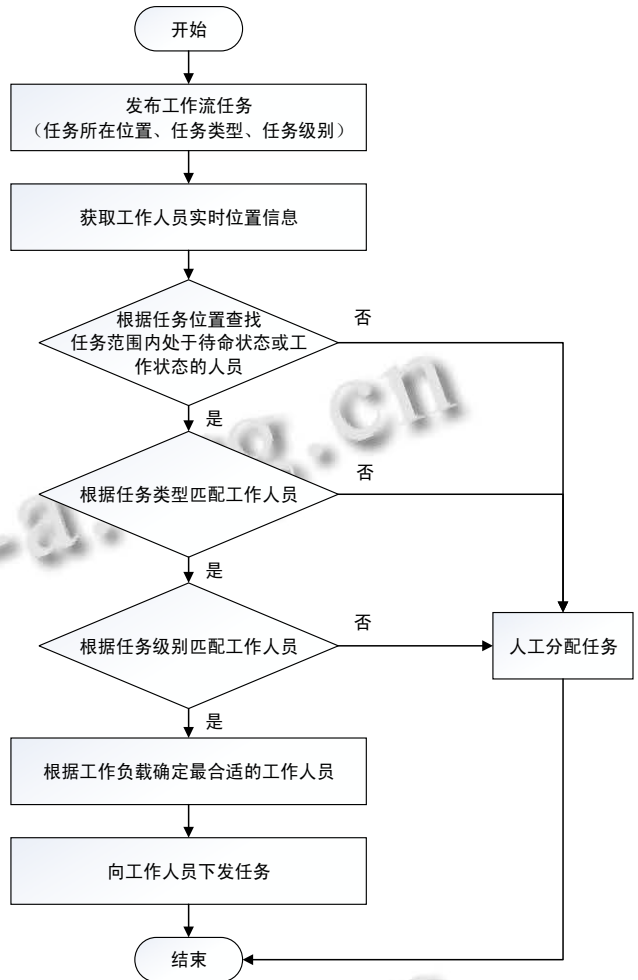 开始
发布工作流任务
（任务所在位置、任务类型、任务级别）
获取工作人员实时位置信息
根据任务位置查找
任务范围内处于待命状态或工
作状态的人员
否
是
根据任务类型匹配工作人员
否
是
根据任务级别匹配工作人员
否
人工分配任务
是
根据工作负载确定最合适的工作人员
向工作人员下发任务
结束